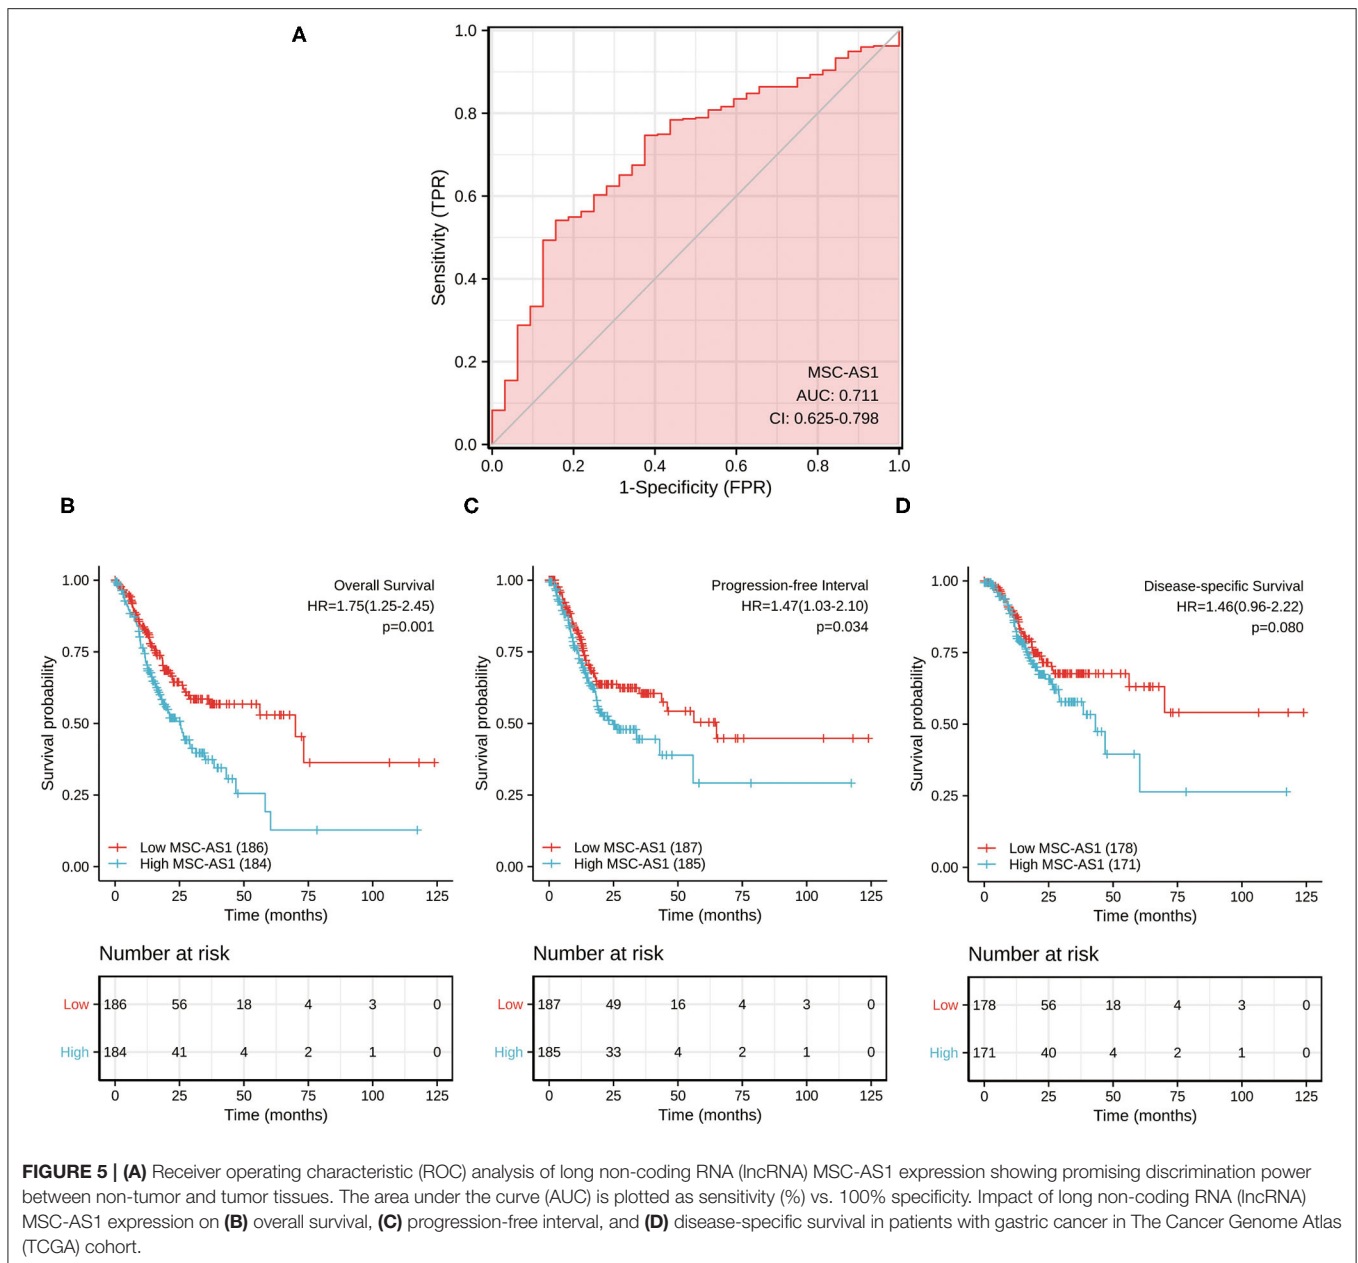 A
1.0
0.8
0.6
0.4
0.2
0.0
Sensitivity (TPR)
MSC-AS1
AUC: 0.711
CI: 0.625-0.798
0.0 0.2 0.4 0.6 0.8 1.0
1-Specificity (FPR)
B
1.00
0.75
0.50
0.25
0.00
Survival probability
Overall Survival
HR=1.75(1.25-2.45)
p=0.001
Low MSC-AS1 (186)
High MSC-AS1 (184)
0 25 50 75 100 125
Time (months)
Number at risk
Low 186 56 18 4 3 0
High 184 41 4 2 1 0
0 25 50 75 100 125
Time (months)
C
1.00
0.75
0.50
0.25
0.00
Survival probability
Progression-free Interval
HR=1.47(1.03-2.10)
p=0.034
Low MSC-AS1 (187)
High MSC-AS1 (185)
0 25 50 75 100 125
Time (months)
Number at risk
Low 187 49 16 4 3 0
High 185 33 4 2 1 0
0 25 50 75 100 125
Time (months)
D
1.00
0.75
0.50
0.25
0.00
Survival probability
Disease-specific Survival
HR=1.46(0.96-2.22)
p=0.080
Low MSC-AS1 (178)
High MSC-AS1 (171)
0 25 50 75 100 125
Time (months)
Number at risk
Low 178 56 18 4 3 0
High 171 40 4 2 1 0
0 25 50 75 100 125
Time (months)
FIGURE 5 | (A) Receiver operating characteristic (ROC) analysis of long non-coding RNA (lncRNA) MSC-AS1 expression showing promising discrimination power
between non-tumor and tumor tissues. The area under the curve (AUC) is plotted as sensitivity (%) vs. 100% specificity. Impact of long non-coding RNA (lncRNA)
MSC-AS1 expression on (B) overall survival, (C) progression-free interval, and (D) disease-specific survival in patients with gastric cancer in The Cancer Genome Atlas
(TCGA) cohort.